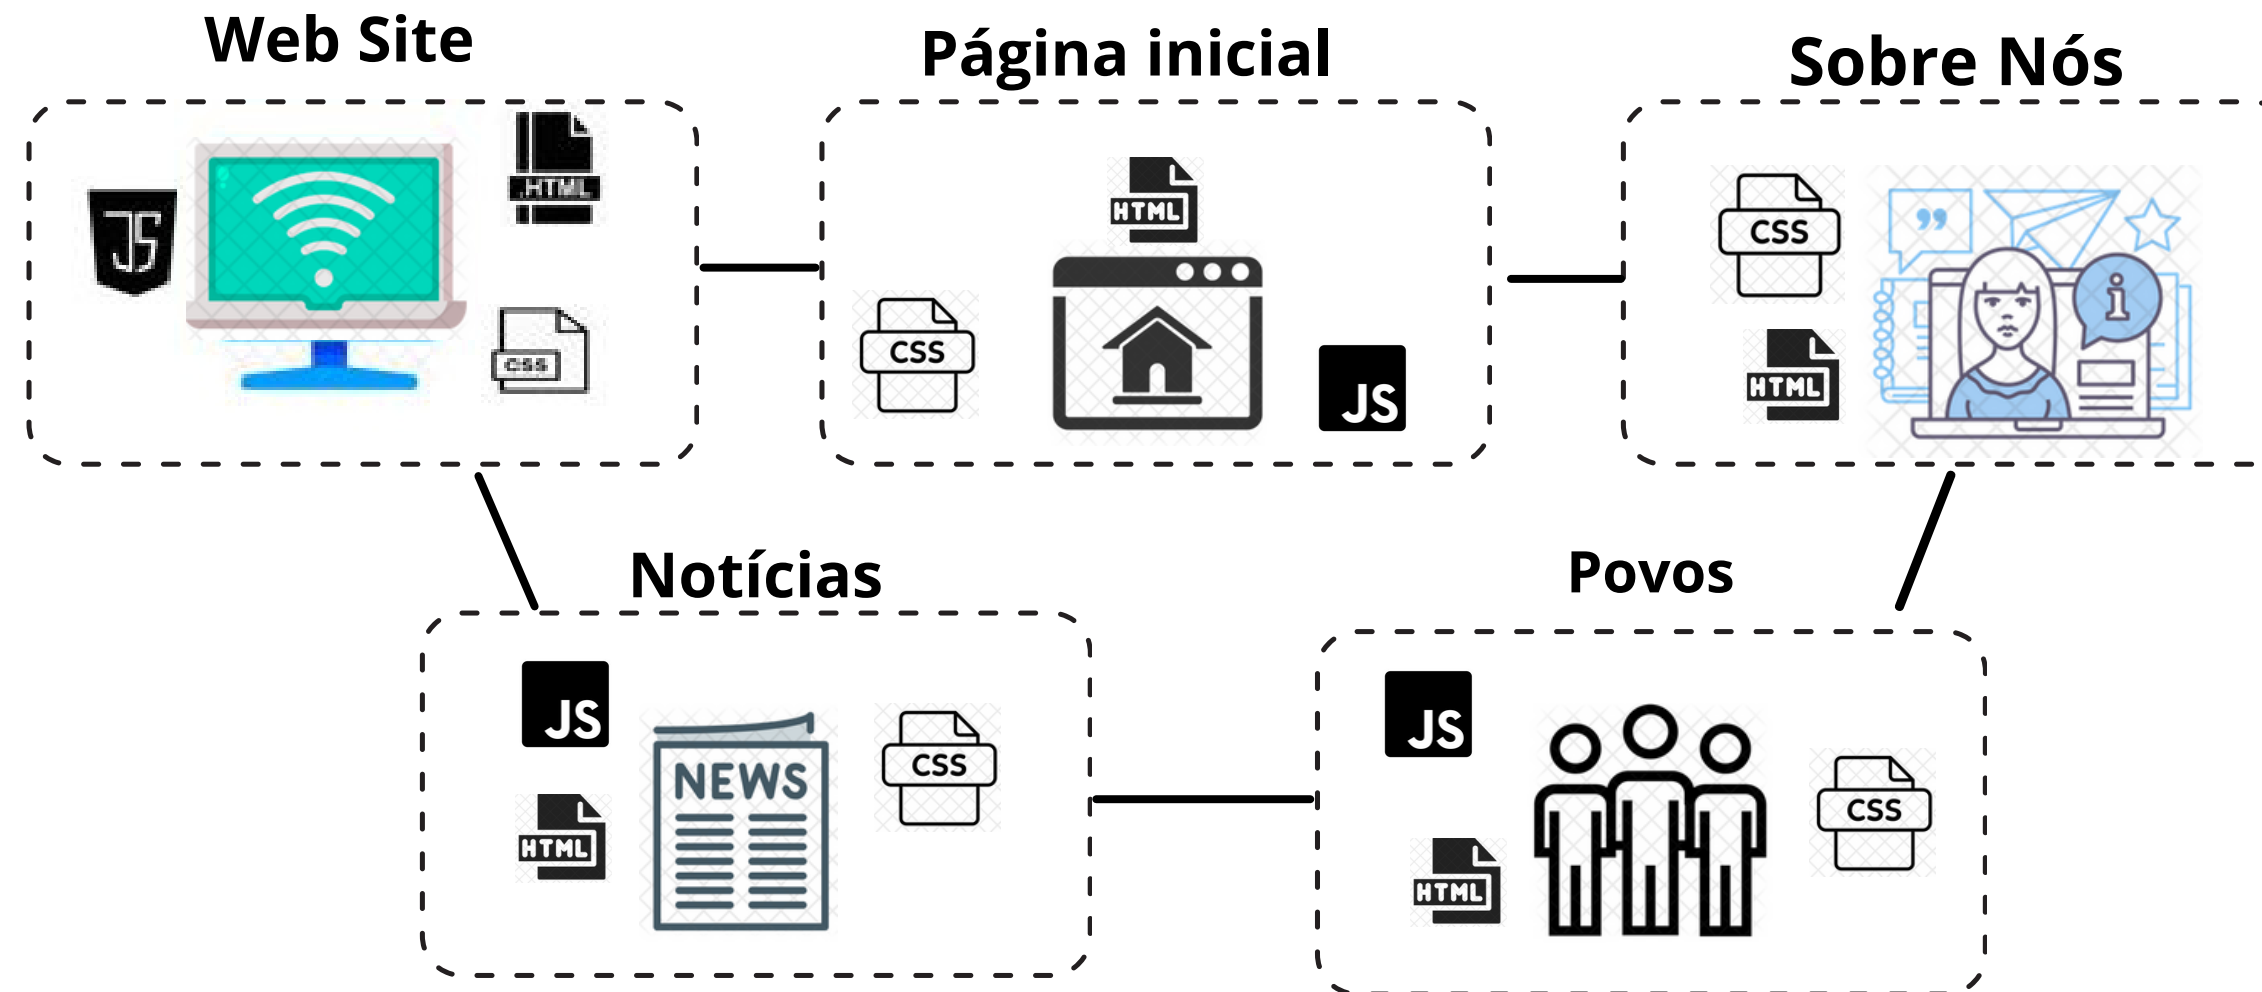 Web Site
Página inicial
Sobre Nós
JS
.HTML
CSS
HTML
CSS
JS
CSS
HTML
i
Notícias
Povos
JS
HTML
NEWS
CSS
JS
HTML
CSS